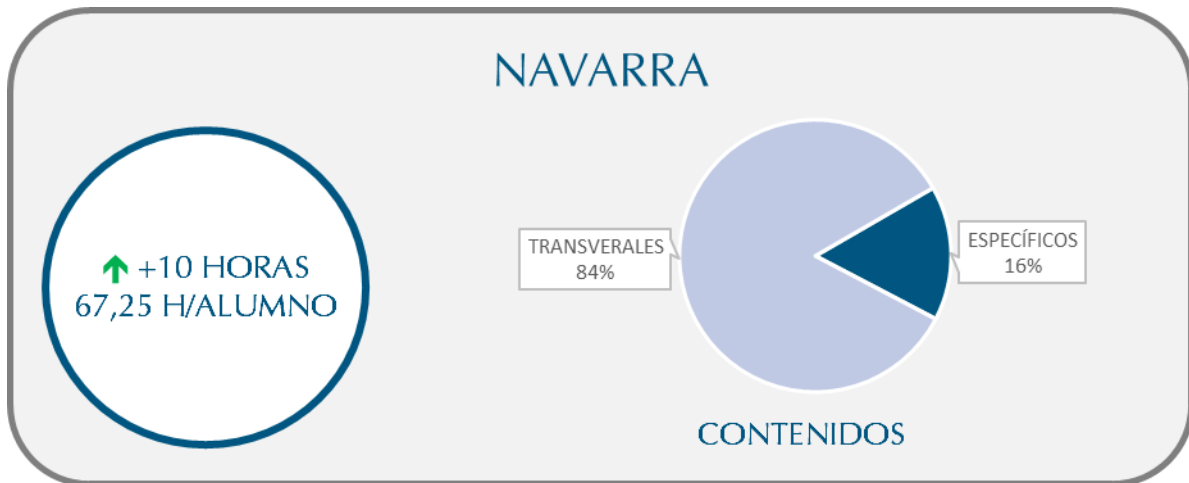 NAVARRA
+10 HORAS
67,25 H/ALUMNO
TRANSVERALES
84%
ESPECÍFICOS
16%
CONTENIDOS